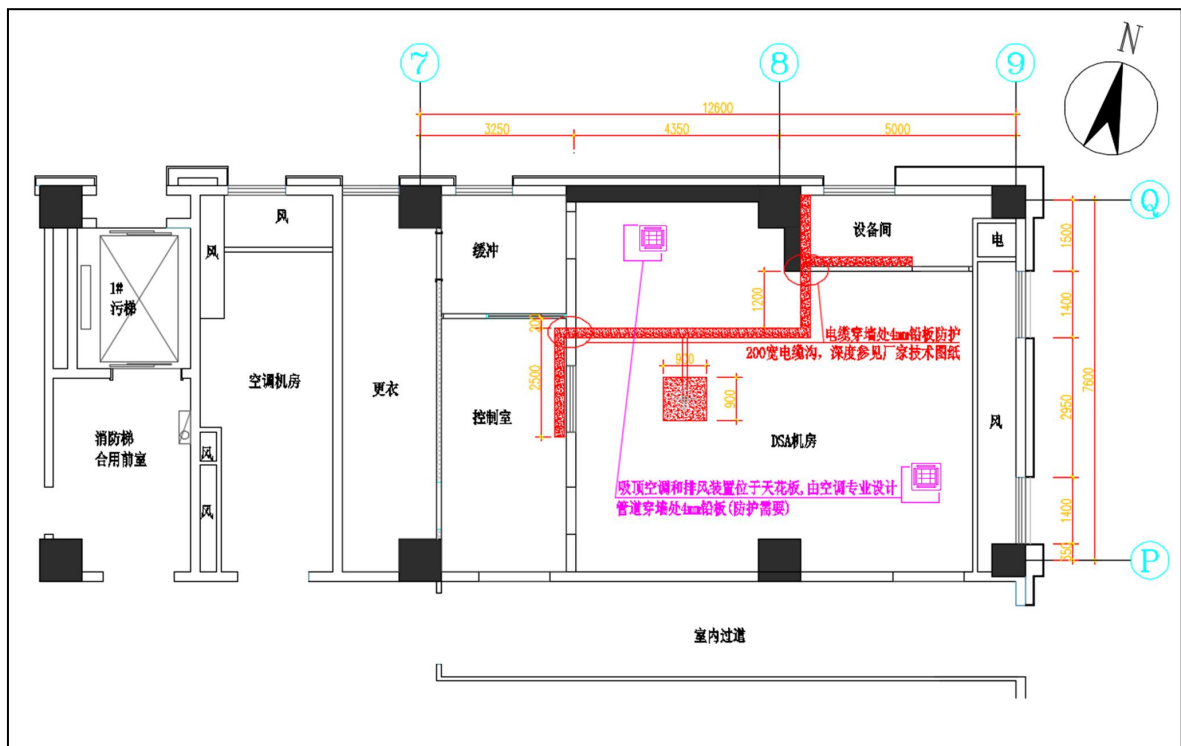 N
7
8
9
12600
3250
4350
5000
Q
风
风
缓冲
设备间
电
1500
1#
污梯
200
1200
1400
电缆穿墙处4mm铅板防护
200宽电缆沟,深度参见厂家技术图纸
空调机房
更衣
2500
控制室
900
900
2950
7600
消防梯
合用前室
风
DSA机房
风
吸顶空调和排风装置位于天花板,由空调专业设计
管道穿墙处4mm铅板(防护需要)
风
1400
650
P
室内过道